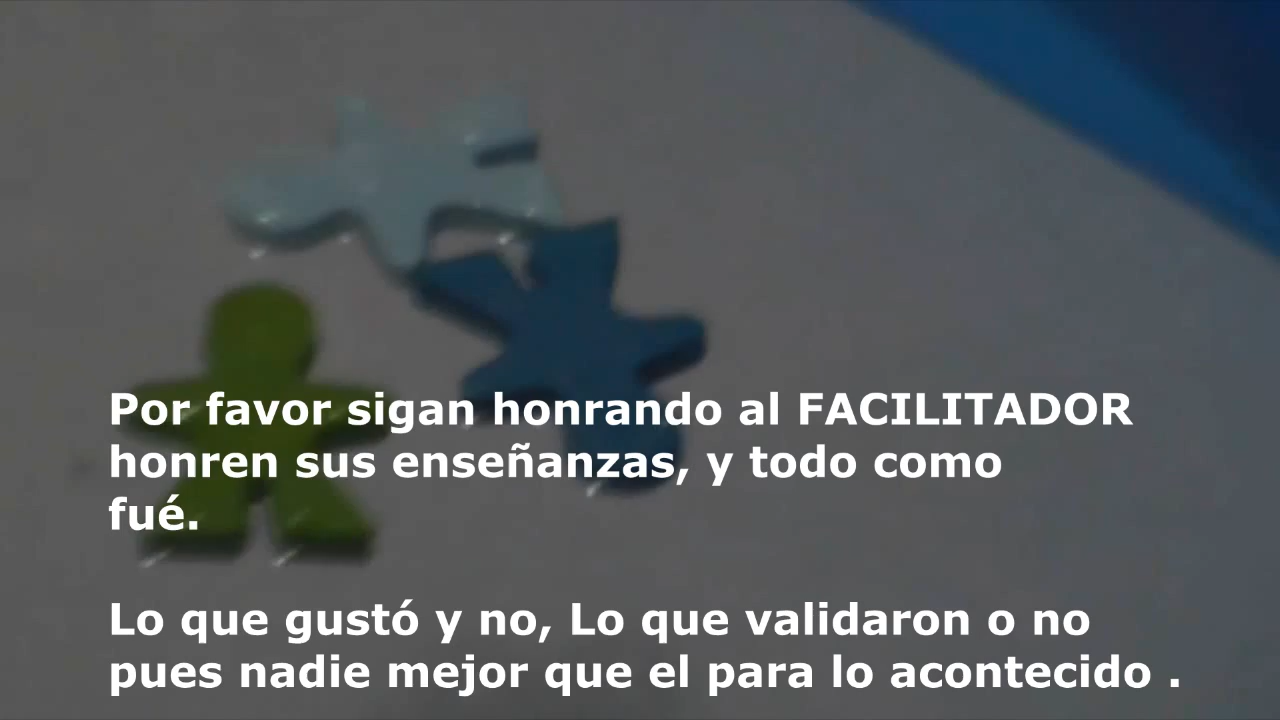 Por favor sigan honrando al FACILITADOR
honren sus enseñanzas, y todo como
fué.
Lo que gustó y no, Lo que validaron o no
pues nadie mejor que el para lo acontecido .